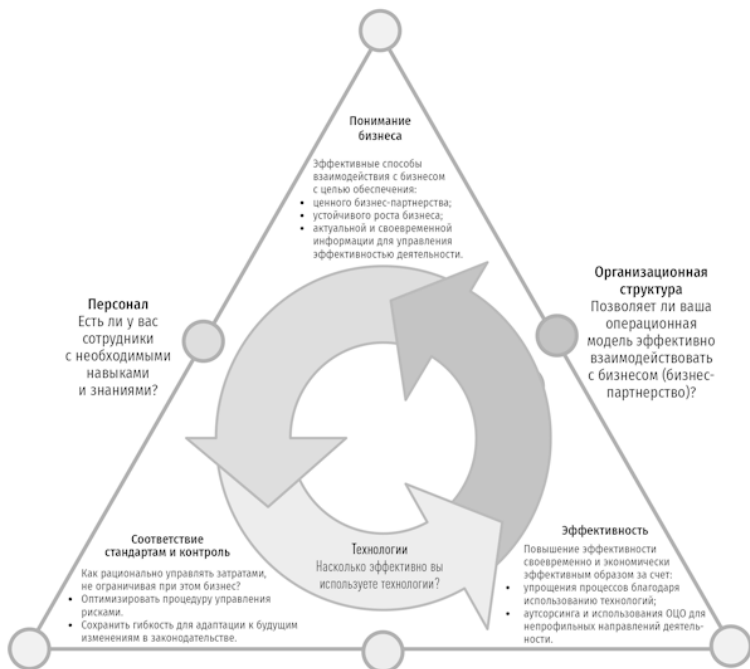 Понимание
бизнеса
Эффективные способы
взаимодействия с бизнесом
с целью обеспечения:
• ценного бизнес-партнерства;
• устойчивого роста бизнеса;
• актуальной и своевременной
информации для управления
эффективностью деятельности.
Персонал
Есть ли у вас
сотрудники
с необходимыми
навыками
и знаниями?
Организационная
структура
Позволяет ли ваша
операционная
модель эффективно
взаимодействовать
с бизнесом (бизнес-
партнерство)?
Соответствие
стандартам и контроль
Как рационально управлять затратами,
не ограничивая при этом бизнес?
• Оптимизировать процедуру управления
рисками.
• Сохранить гибкость для адаптации к будущим
изменениям в законодательстве.
Технологии
Насколько эффективно вы
используете технологии?
Эффективность
Повышение эффективности
своевременно и экономически
эффективным образом за счет:
• упрощения процессов благодаря
использованию технологий;
• аутсорсинга и использования ОЦО для
непрофильных направлений деятель-
ности.